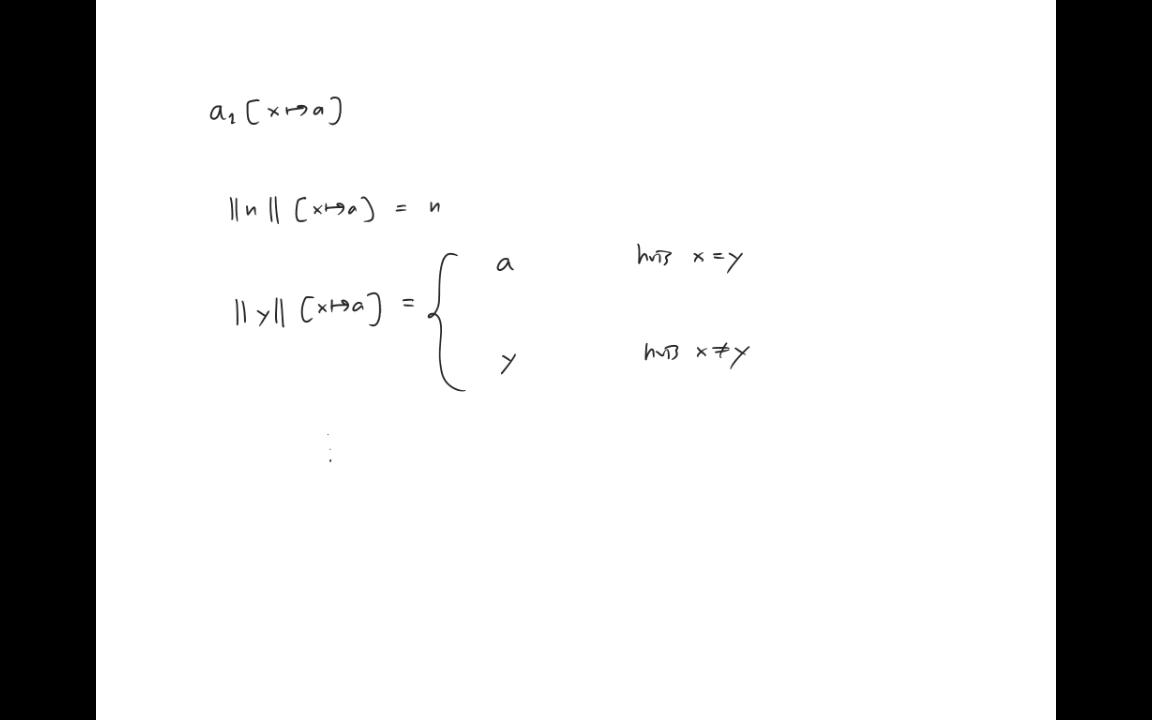 a₁ [x↦a]
||n|| [x↦a] = n
||y|| [x↦a] = { a hvis x = y
y hvis x ≠ y
⋮